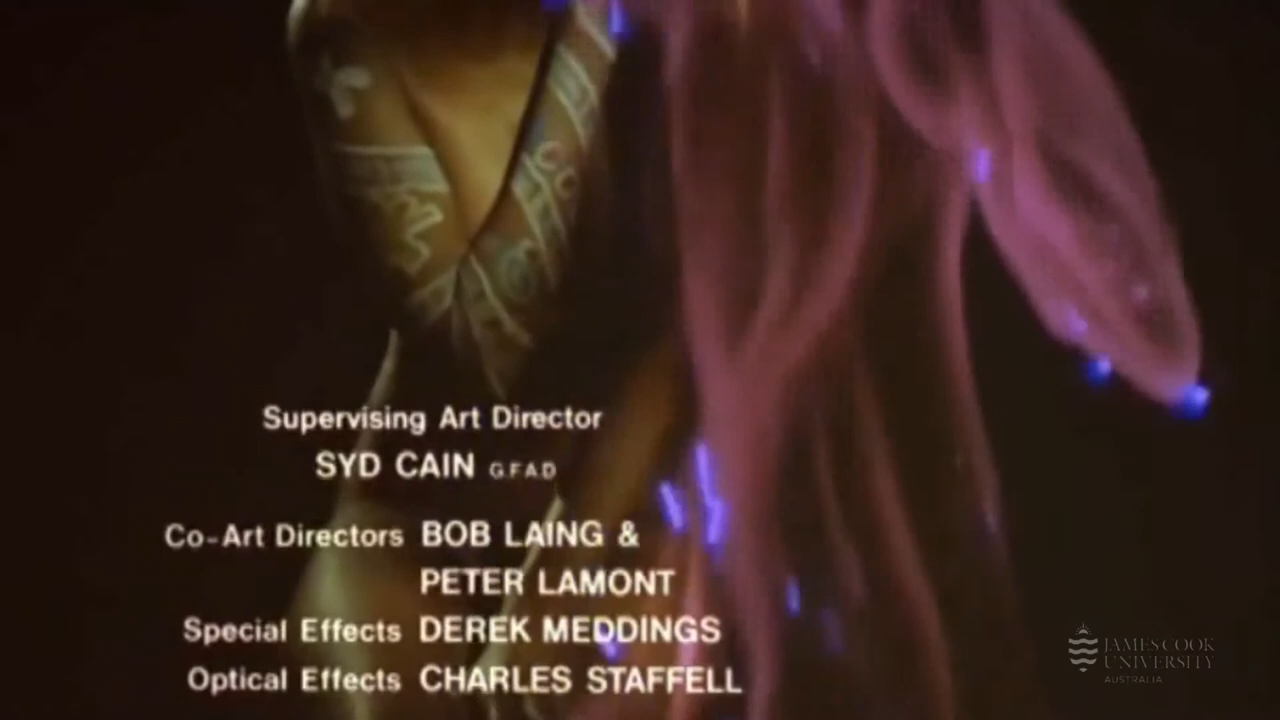 Supervising Art Director
SYD CAIN G.F.A.D
Co-Art Directors BOB LAING &
PETER LAMONT
Special Effects DEREK MEDDINGS
Optical Effects CHARLES STAFFELL
JAMES COOK
UNIVERSITY
AUSTRALIA